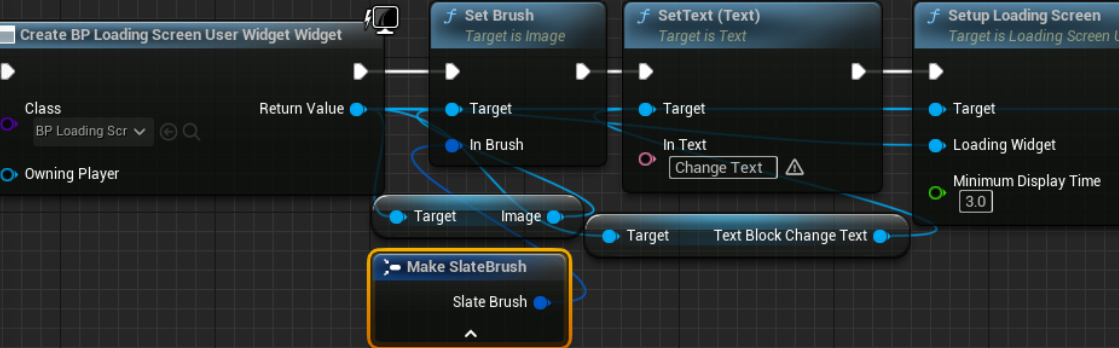 Create BP Loading Screen User Widget Widget
Class
BP Loading Scr
Return Value
Owning Player
Set Brush
Target is Image
Target
In Brush
SetText (Text)
Target is Text
Target
In Text
Change Text
Setup Loading Screen
Target is Loading Screen
Target
Loading Widget
Minimum Display Time
3.0
Target Image
Target Text Block Change Text
Make SlateBrush
Slate Brush